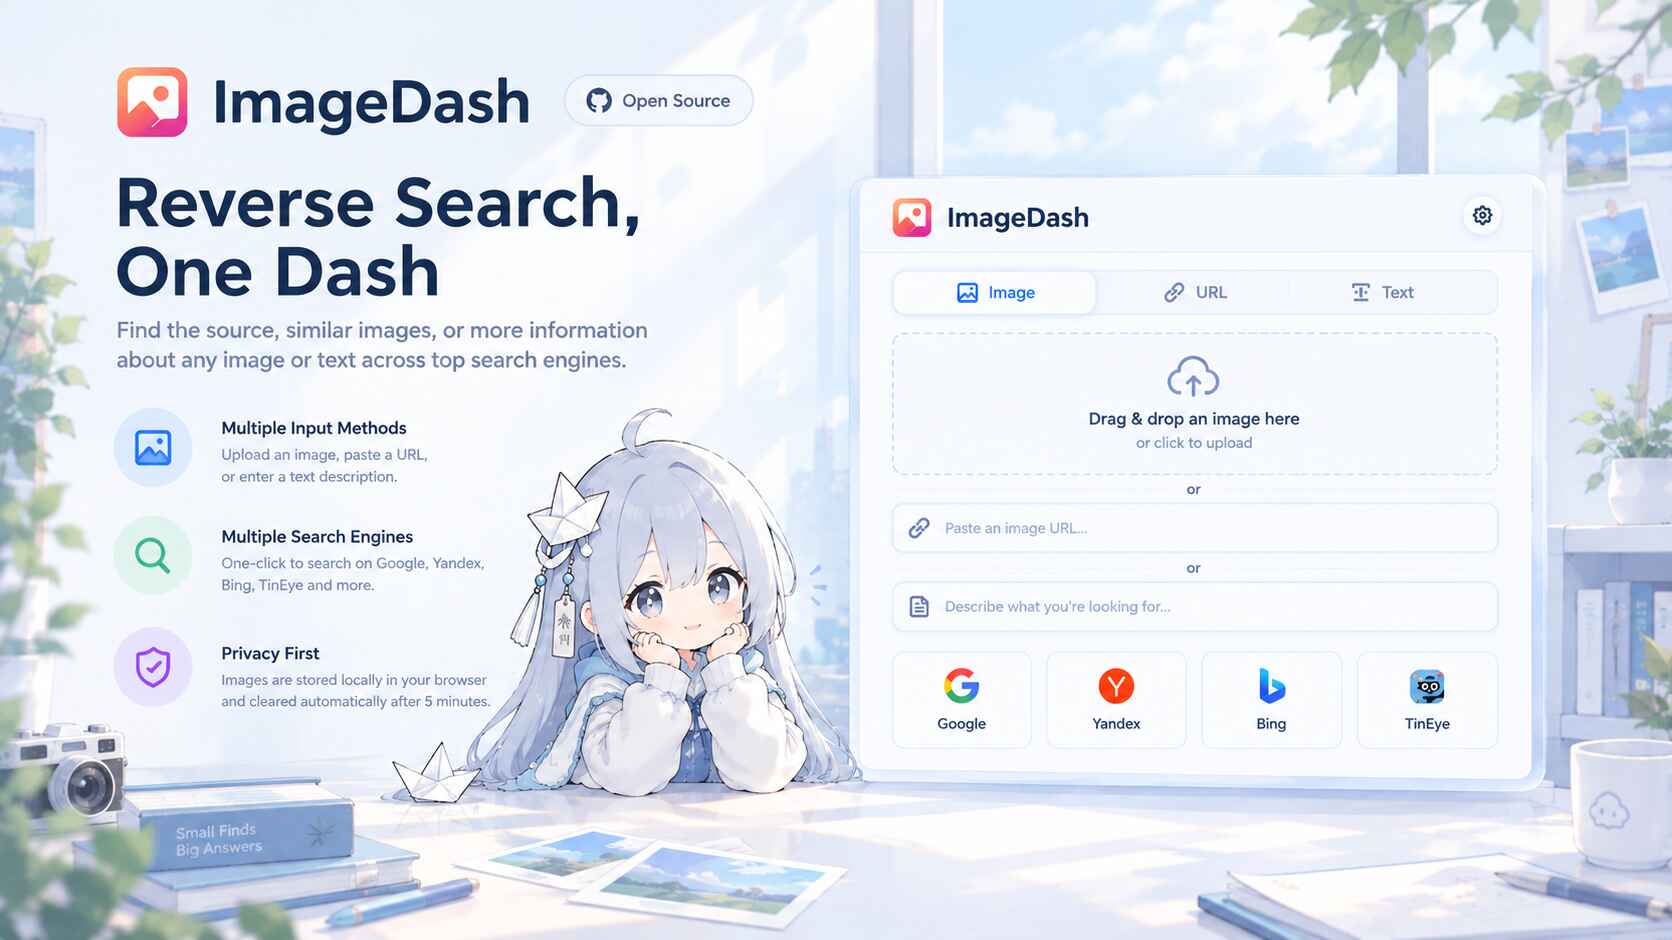 ImageDash
Open Source
Reverse Search,
One Dash
Find the source, similar images, or more information
about any image or text across top search engines.
Multiple Input Methods
Upload an image, paste a URL,
or enter a text description.
Multiple Search Engines
One-click to search on Google, Yandex,
Bing, TinEye and more.
Privacy First
Images are stored locally in your browser
and cleared automatically after 5 minutes.
Small Finds
Big Answers
ImageDash
Image
URL
Text
Drag & drop an image here
or click to upload
or
Paste an image URL...
or
Describe what you're looking for...
Google
Yandex
Bing
TinEye